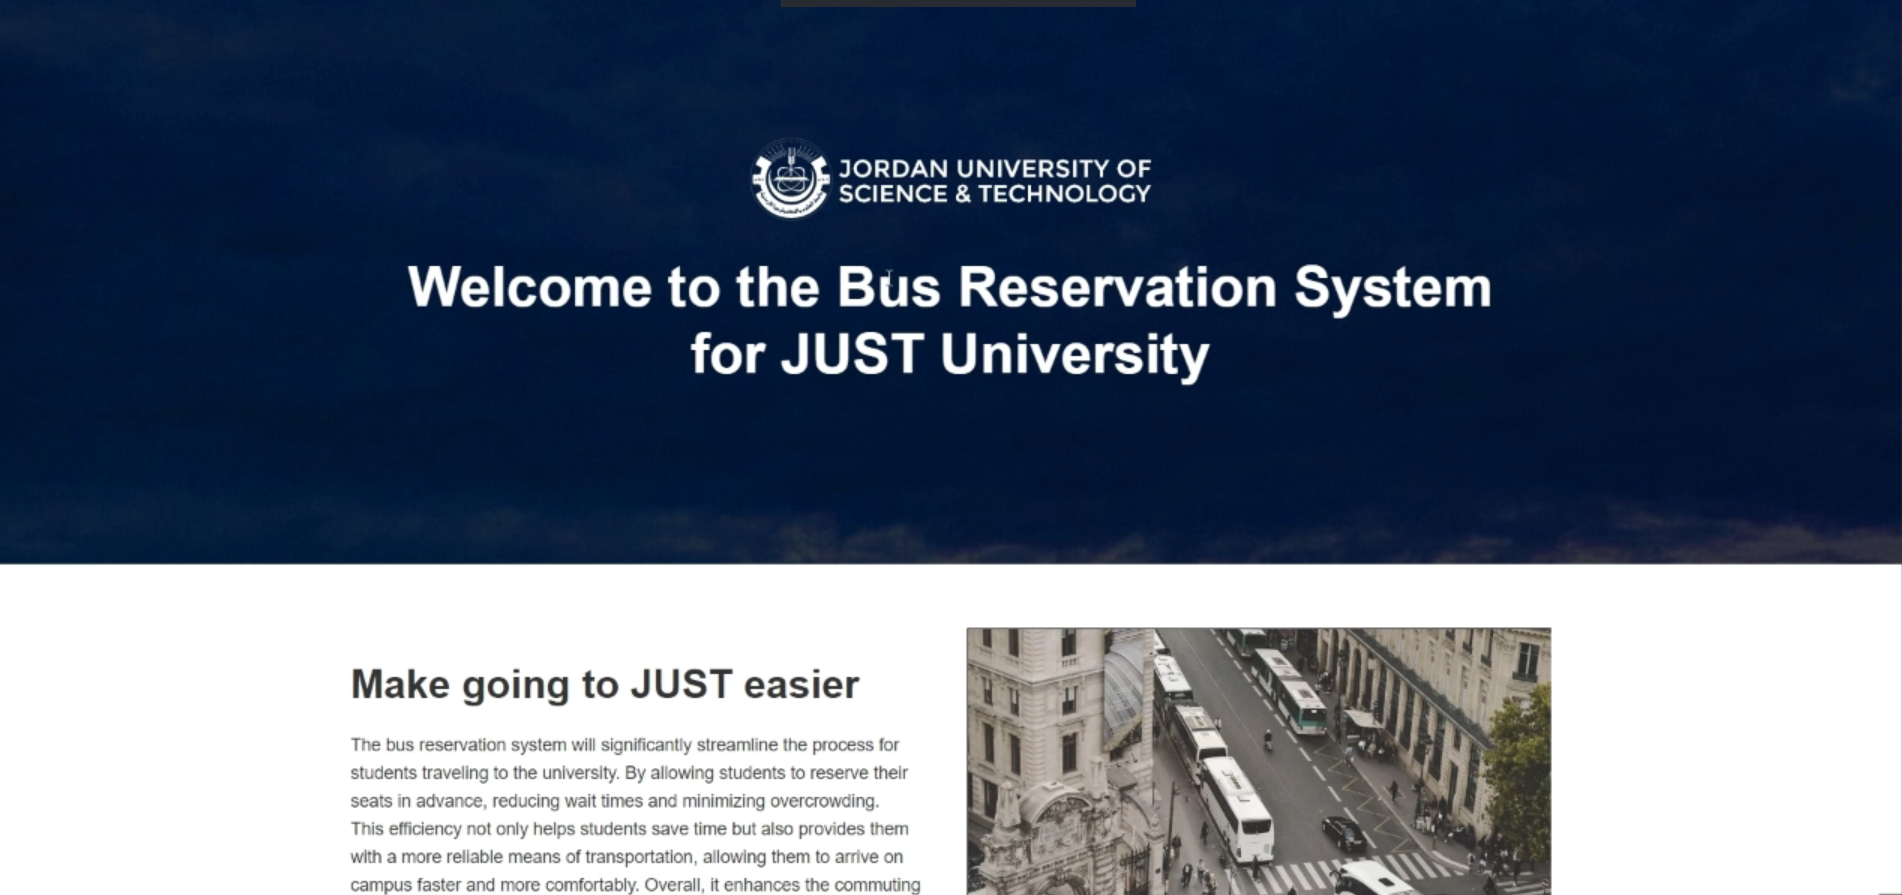 JORDAN UNIVERSITY OF
SCIENCE & TECHNOLOGY
Welcome to the Bus Reservation System
for JUST University
Make going to JUST easier
The bus reservation system will significantly streamline the process for
students traveling to the university. By allowing students to reserve their
seats in advance, reducing wait times and minimizing overcrowding.
This efficiency not only helps students save time but also provides them
with a more reliable means of transportation, allowing them to arrive on
campus faster and more comfortably. Overall, it enhances the commuting